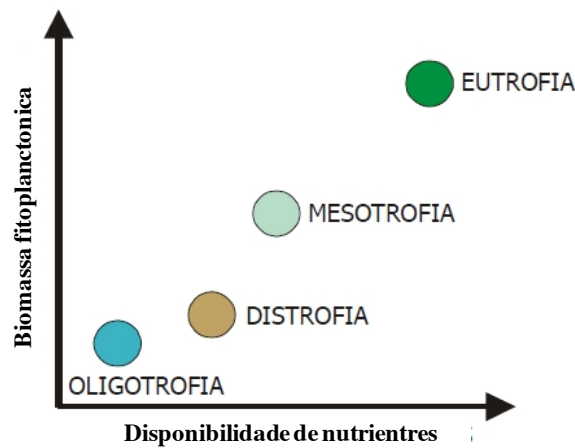 EUTROFIA
MESOTROFIA
DISTROFIA
OLIGOTROFIA
Biomassa fitoplanctonica
Disponibilidade de nutrientres